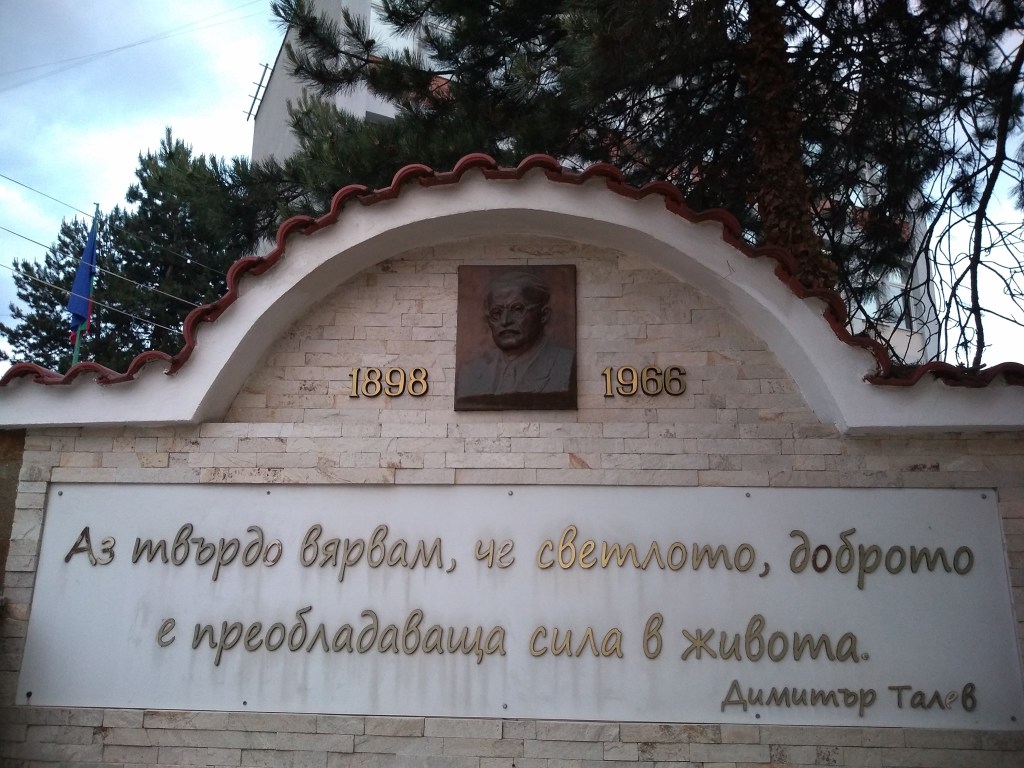 1898 1966
Аз твърдо вярвам, че светлото, доброто
е преобладаваща сила в живота.
Димитър Талев